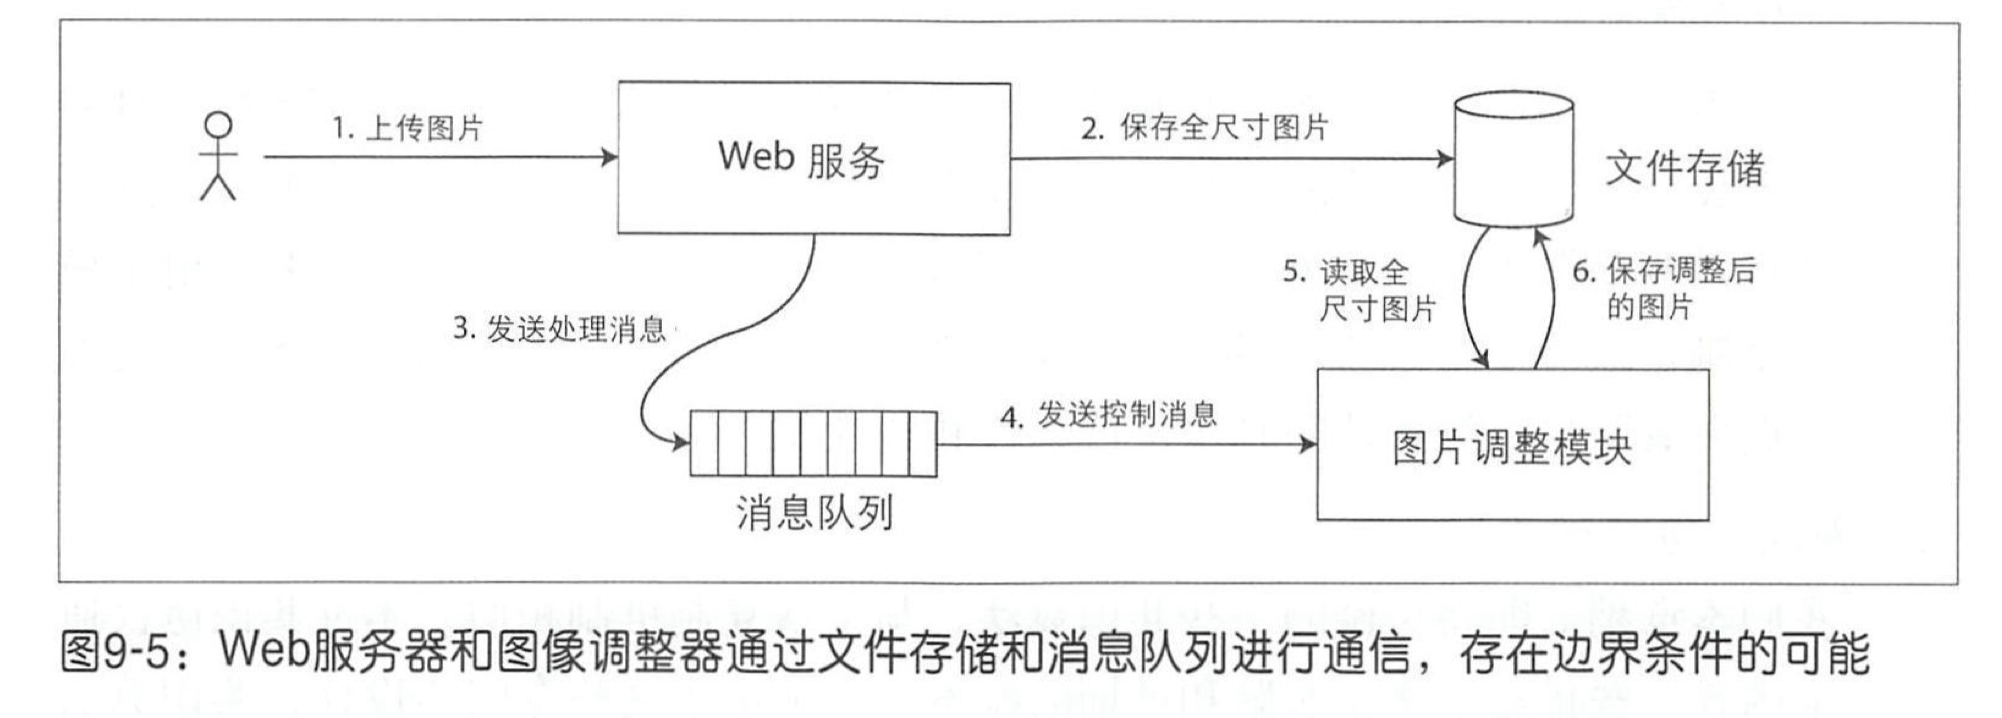 1. 上传图片
Web 服务
2. 保存全尺寸图片
文件存储
5. 读取全
尺寸图片
6. 保存调整后
的图片
3. 发送处理消息
4. 发送控制消息
图片调整模块
消息队列
图9-5：Web服务器和图像调整器通过文件存储和消息队列进行通信，存在边界条件的可能